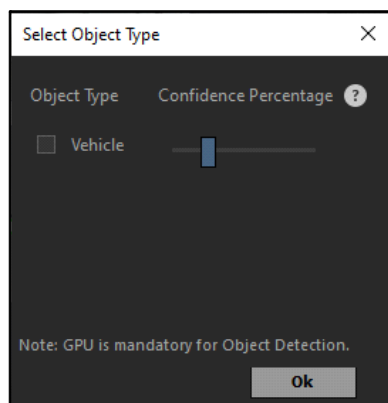 Select Object Type
Object Type Confidence Percentage ?
Vehicle
Note: GPU is mandatory for Object Detection.
Ok